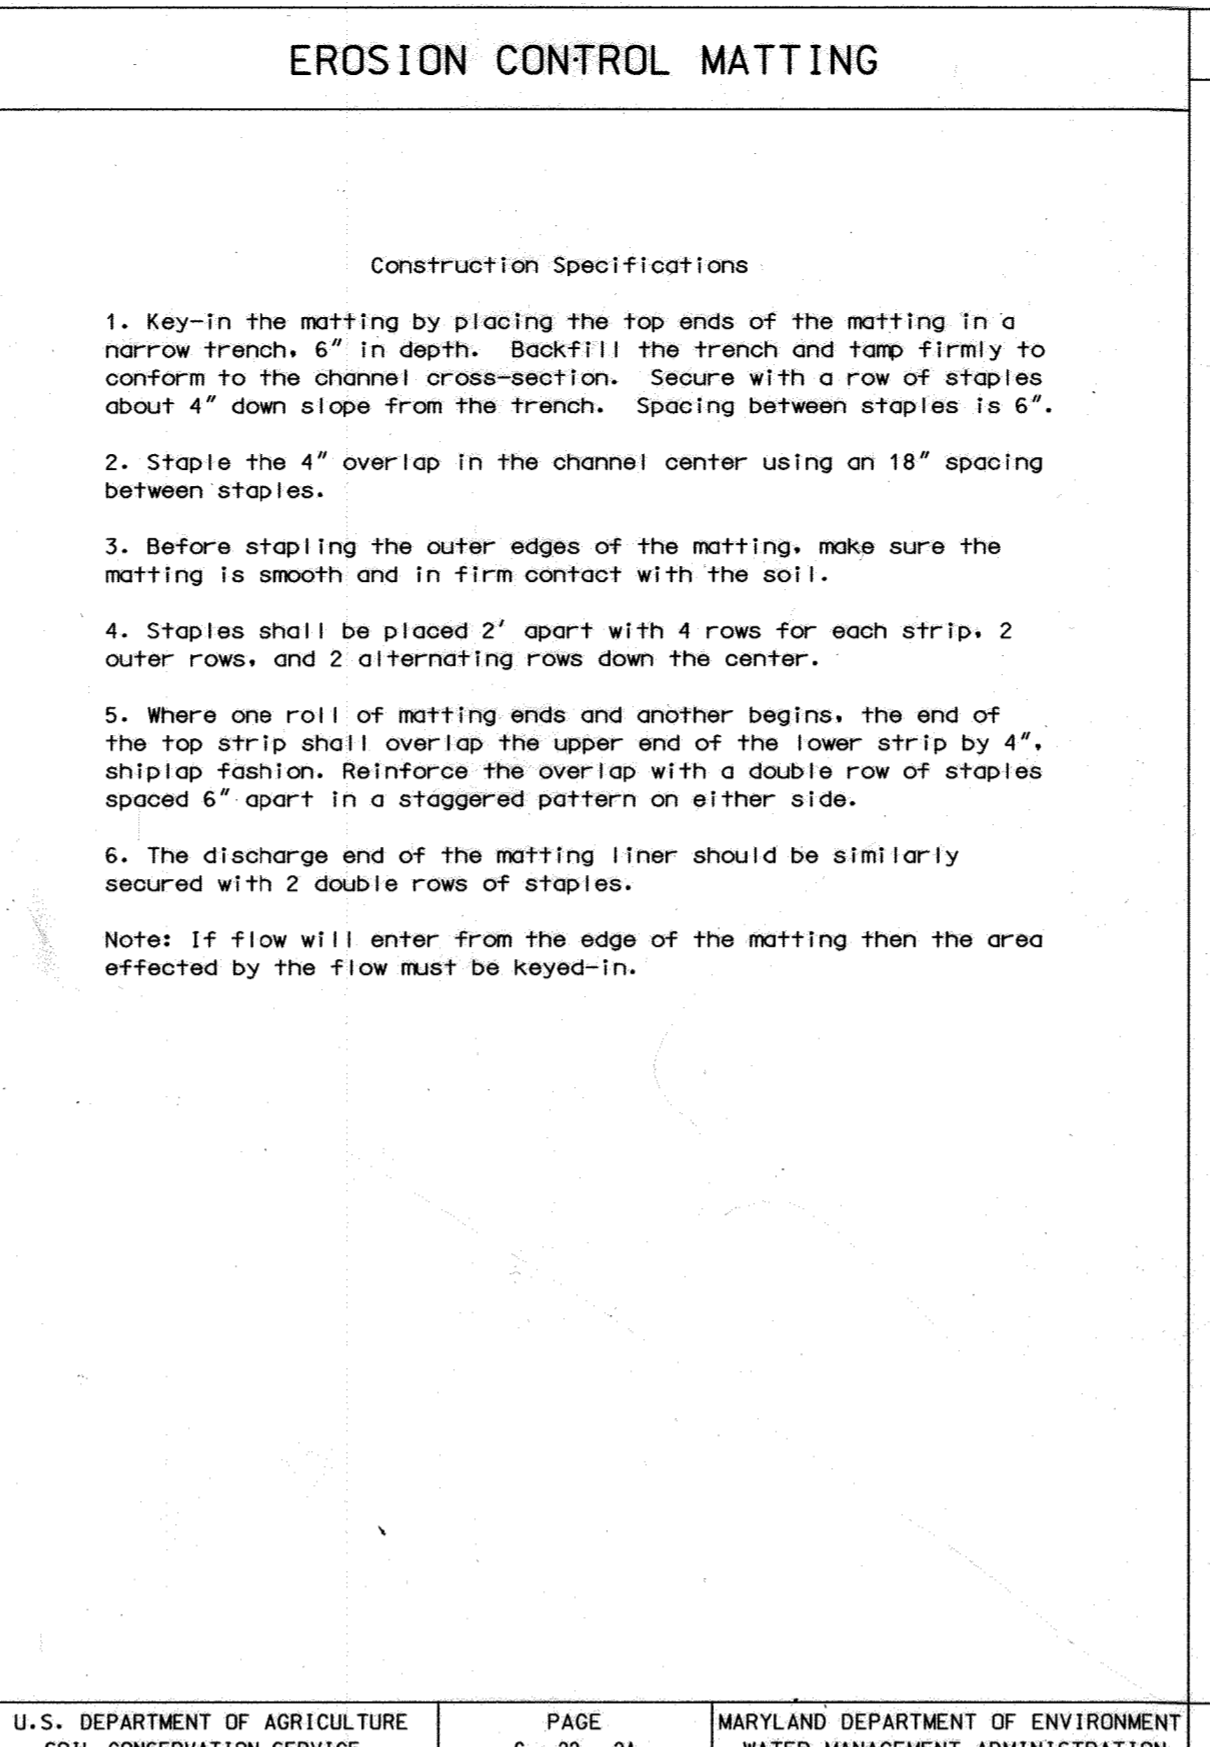 EROSION CONTROL MATTING
Construction Specifications
1. Key-in the matting by placing the top ends of the matting in a
narrow trench, 6" in depth. Backfill the trench and tamp firmly to
conform to the channel cross-section. Secure with a row of staples
about 4" down slope from the trench. Spacing between staples is 6".
2. Staple the 4" overlap in the channel center using an 18" spacing
between staples.
3. Before stapling the outer edges of the matting, make sure the
matting is smooth and in firm contact with the soil.
4. Staples shall be placed 2' apart with 4 rows for each strip, 2
outer rows, and 2 alternating rows down the center.
5. Where one roll of matting ends and another begins, the end of
the top strip shall overlap the upper end of the lower strip by 4",
shiplap fashion. Reinforce the overlap with a double row of staples
spaced 6" apart in a staggered pattern on either side.
6. The discharge end of the matting liner should be similarly
secured with 2 double rows of staples.
Note: If flow will enter from the edge of the matting then the area
effected by the flow must be keyed-in.
U.S. DEPARTMENT OF AGRICULTURE
SOIL CONSERVATION SERVICE
PAGE
MARYLAND DEPARTMENT OF ENVIRONMENT
WATER MANAGEMENT ADMINISTRATION